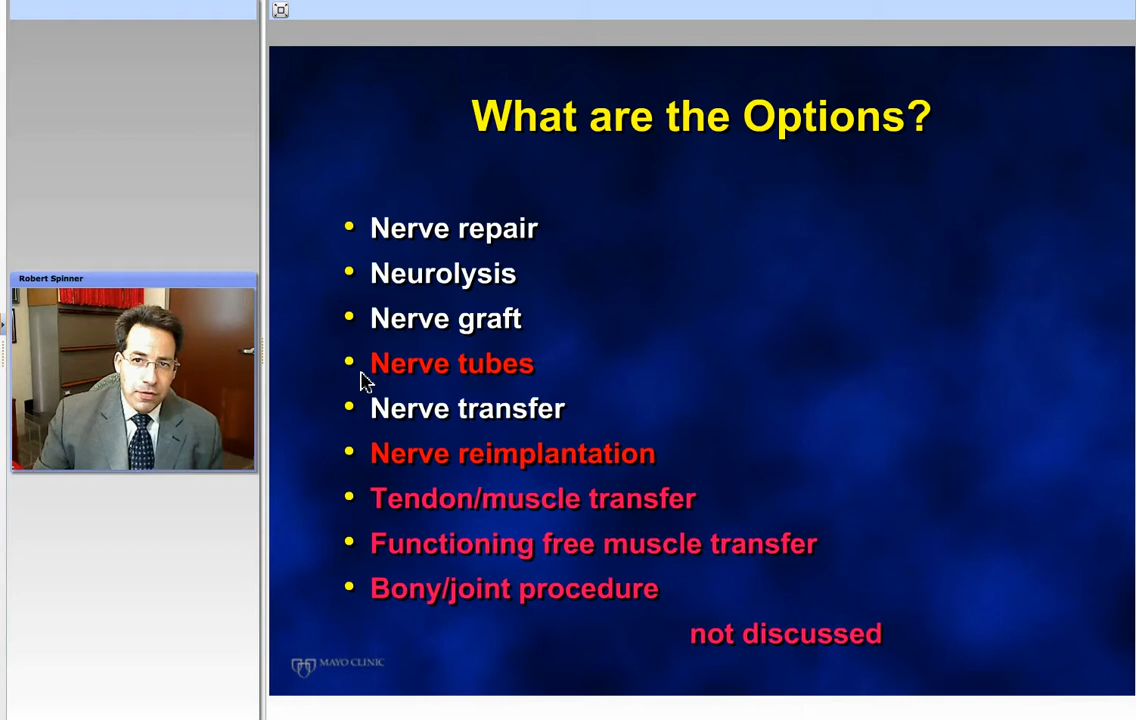 Robert Spinner
What are the Options?
• Nerve repair
• Neurolysis
• Nerve graft
• Nerve tubes
• Nerve transfer
• Nerve reimplantation
• Tendon/muscle transfer
• Functioning free muscle transfer
• Bony/joint procedure
not discussed
MAYO CLINIC